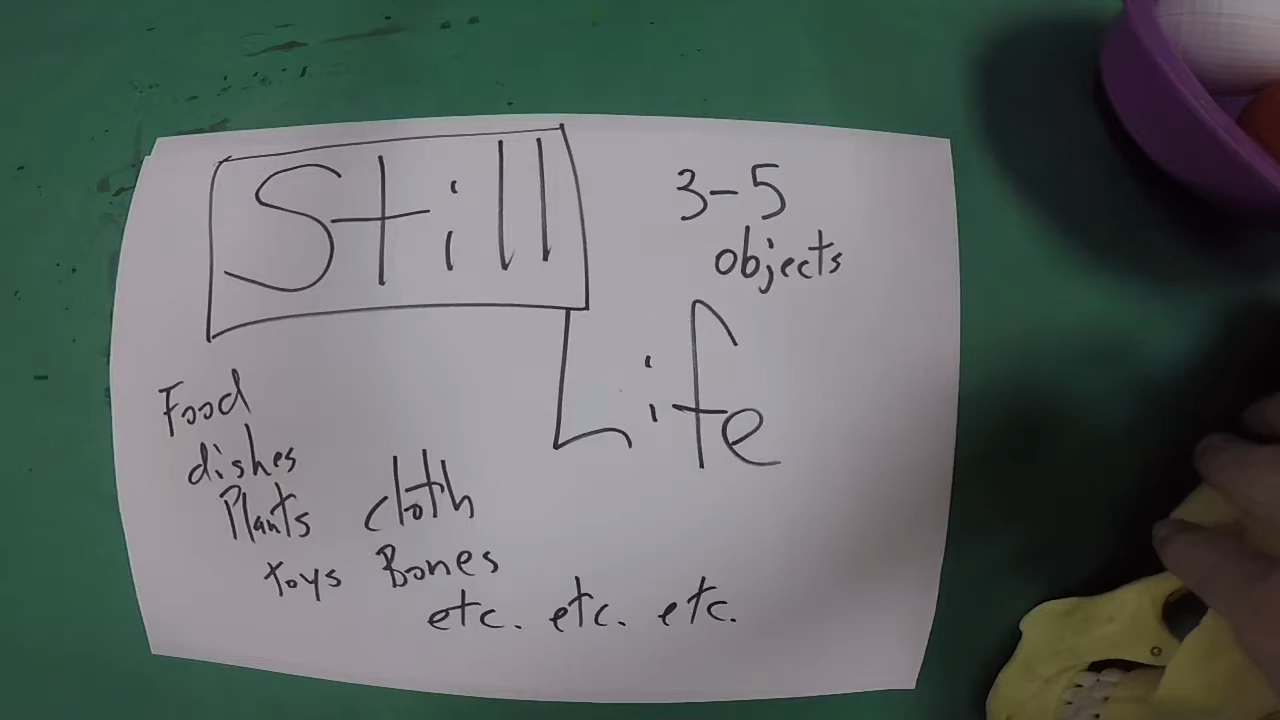 Still
Life
3-5
objects
Food
dishes
Plants cloth
toys Bones
etc. etc. etc.